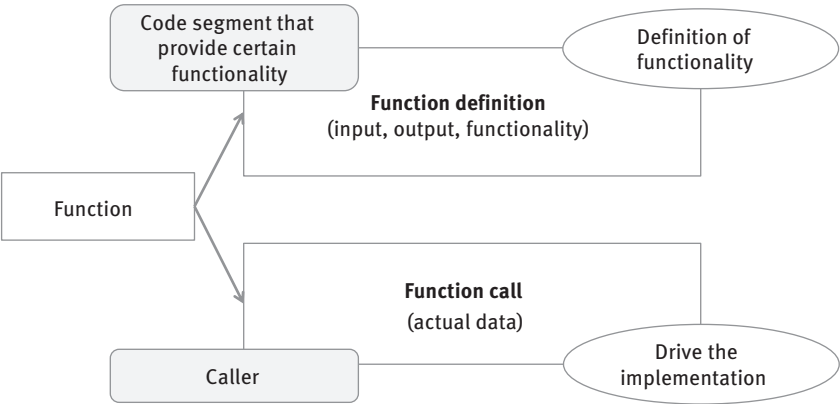 Code segment that
provide certain
functionality
Definition of
functionality
Function definition
(input, output, functionality)
Function
Function call
(actual data)
Caller
Drive the
implementation